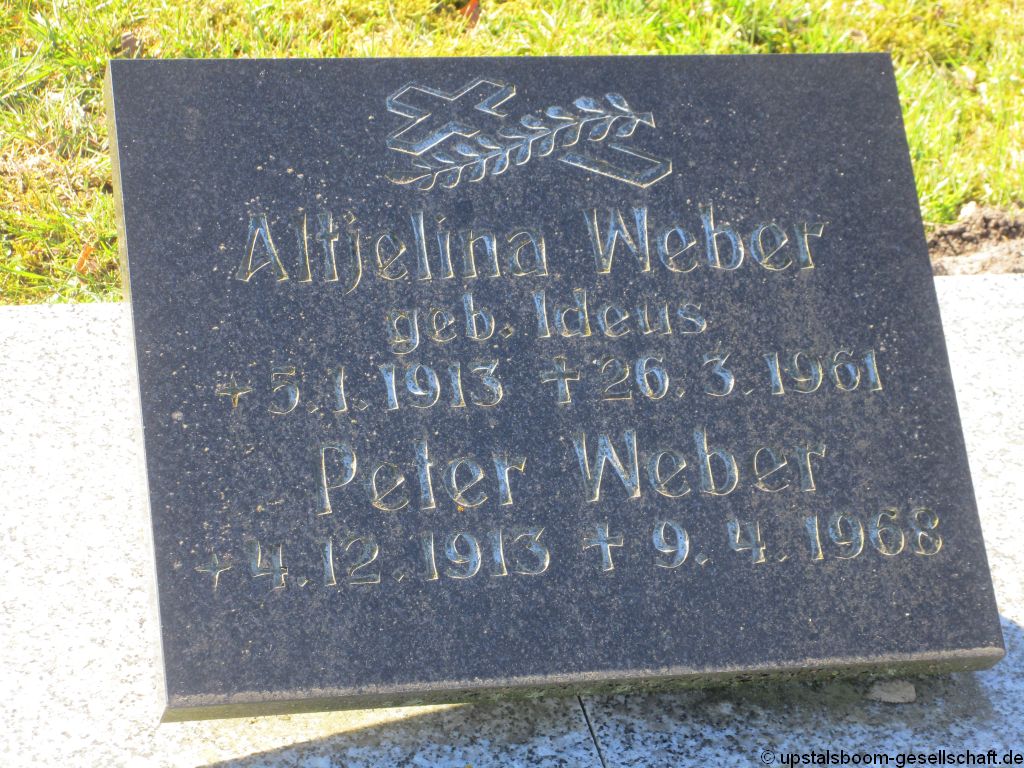 Altjelina Weber
geb. Ideus
+ 5.1.1913 † 26.3.1961
Peter Weber
+ 4.12.1913 † 9.4.1968
© upstalsboom-gesellschaft.de